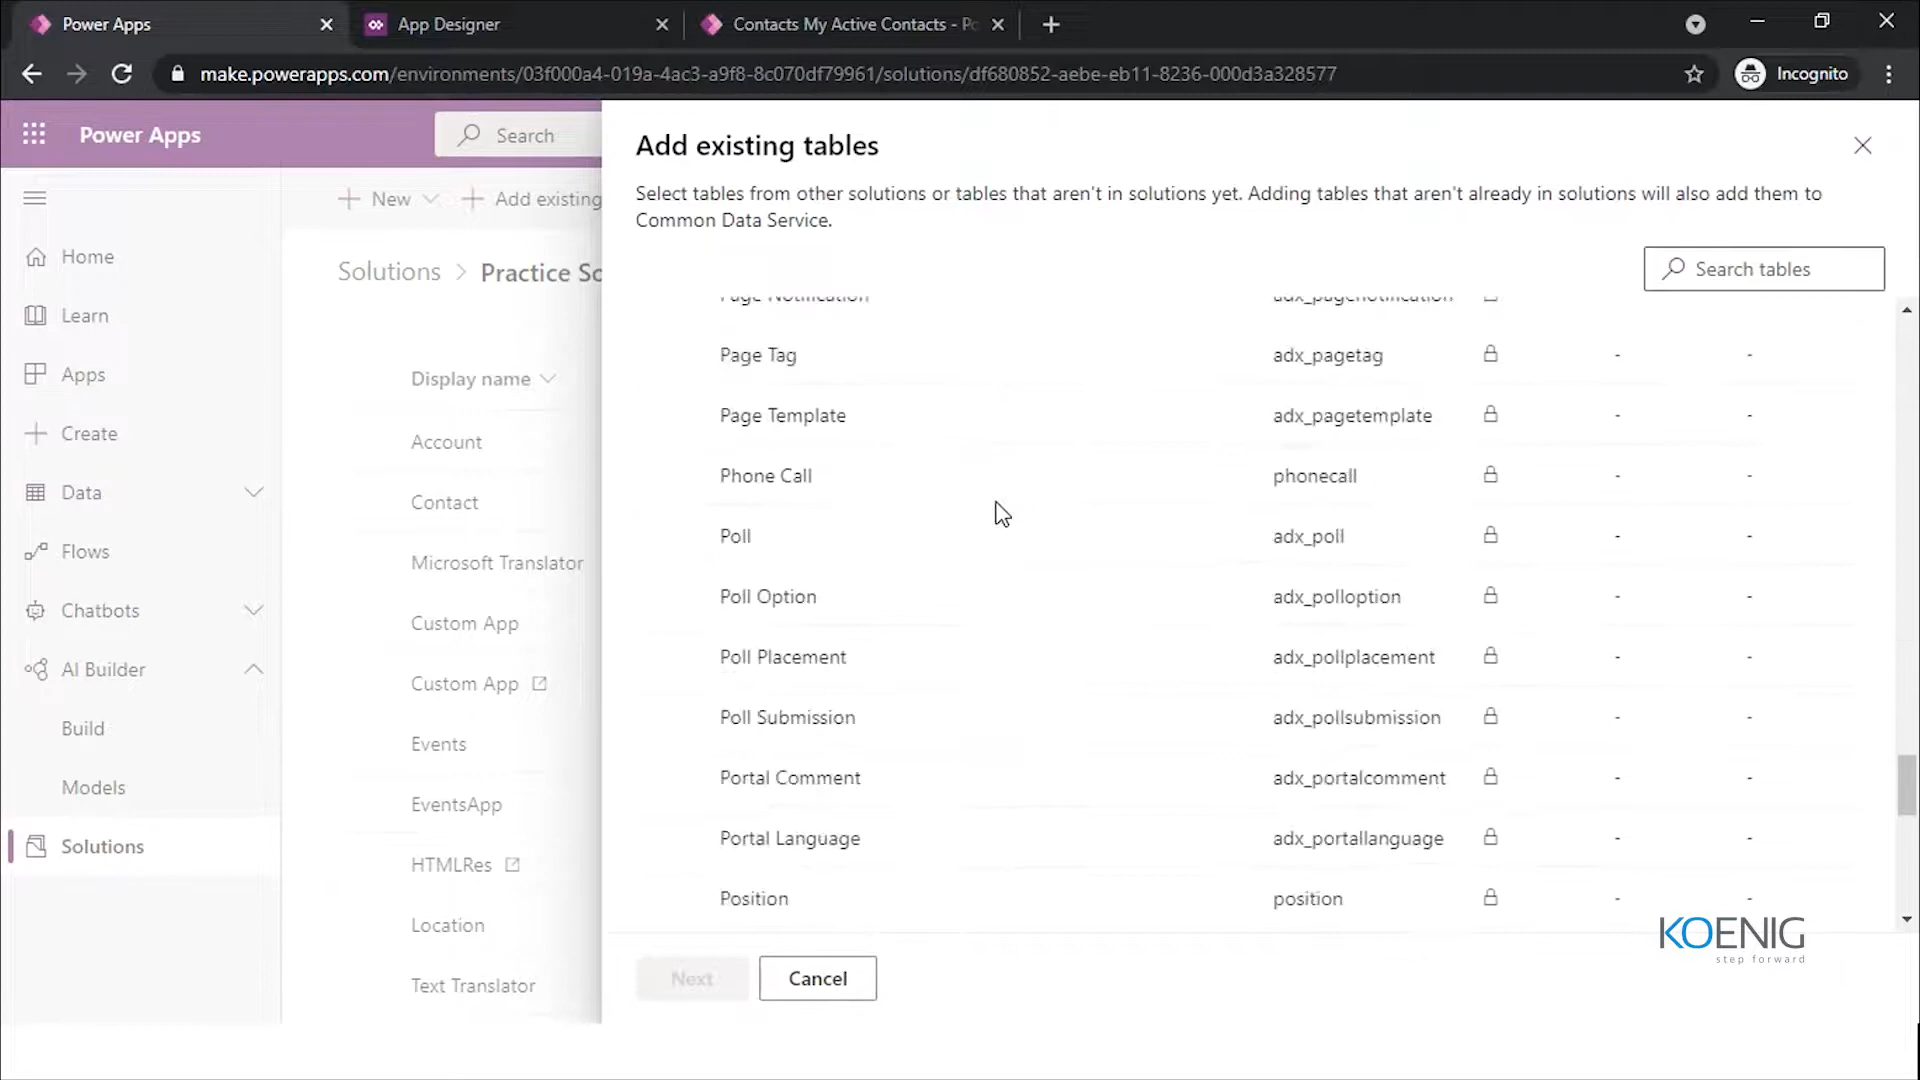 Power Apps
App Designer
Contacts My Active Contacts - Po
make.powerapps.com/environments/03f000a4-019a-4ac3-a9f8-8c070df79961/solutions/df680852-aebe-eb11-8236-000d3a328577
Incognito
Power Apps
Search
Home
Learn
Apps
Create
Data
Flows
Chatbots
AI Builder
Build
Models
Solutions
New
Add existing
Solutions > Practice So
Display name
Account
Contact
Microsoft Translator
Custom App
Custom App
Events
EventsApp
HTMLRes
Location
Text Translator
Add existing tables
Select tables from other solutions or tables that aren't in solutions yet. Adding tables that aren't already in solutions will also add them to
Common Data Service.
Search tables
Page Notification adx_pagenotification
Page Tag adx_pagetag - -
Page Template adx_pagetemplate - -
Phone Call phonecall - -
Poll adx_poll - -
Poll Option adx_polloption - -
Poll Placement adx_pollplacement - -
Poll Submission adx_pollsubmission - -
Portal Comment adx_portalcomment - -
Portal Language adx_portallanguage - -
Position position - -
Next
Cancel
KOENIG
step forward